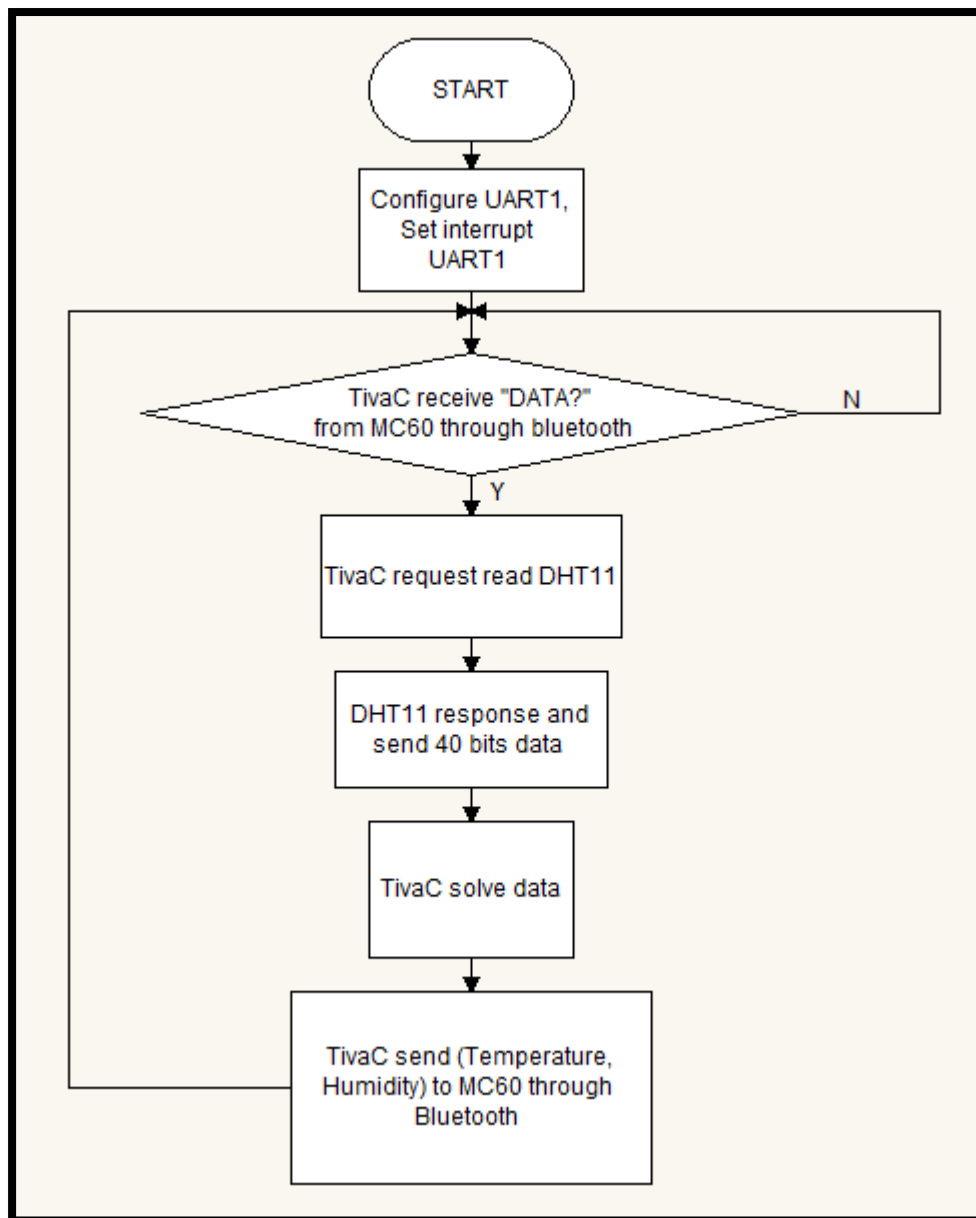 START
Configure UART1,
Set interrupt
UART1
TivaC receive "DATA?"
from MC60 through bluetooth
N
Y
TivaC request read DHT11
DHT11 response and
send 40 bits data
TivaC solve data
TivaC send (Temperature,
Humidity) to MC60 through
Bluetooth